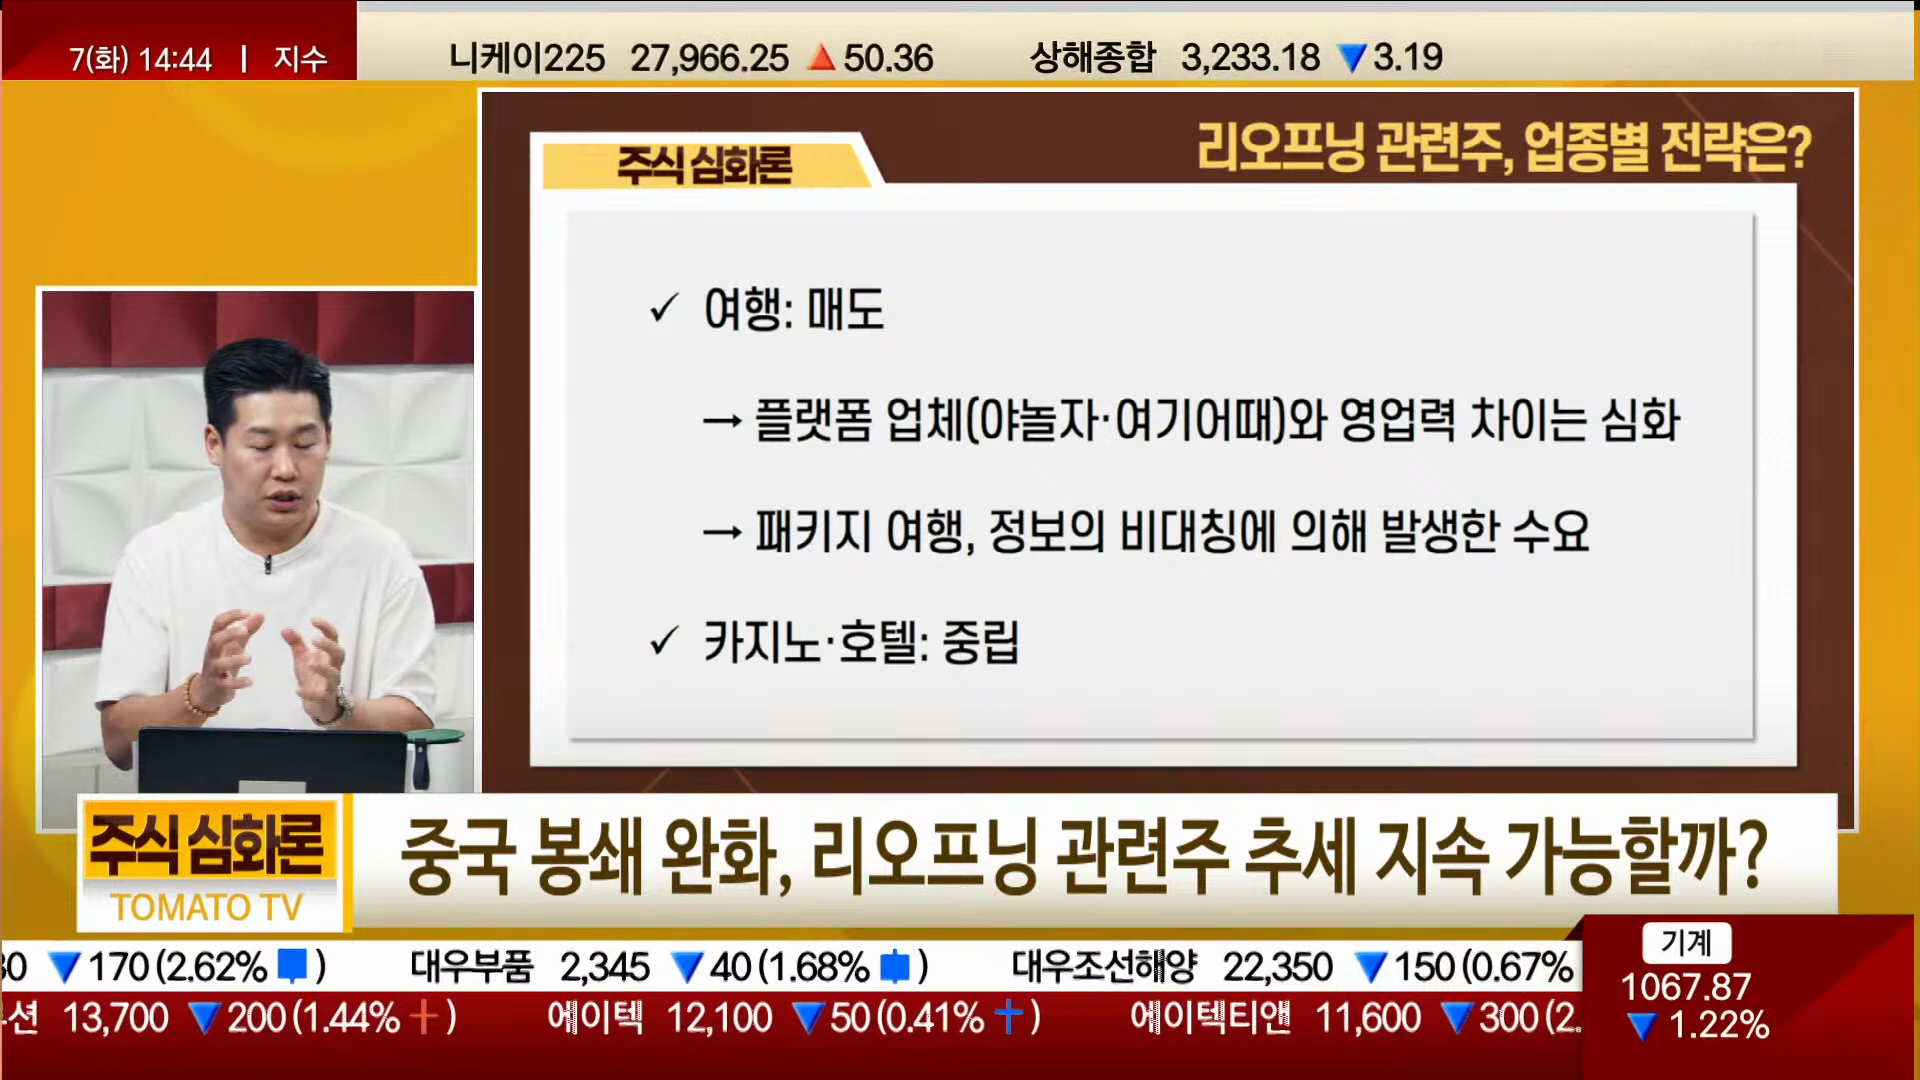 7(화) 14:44 | 지수
니케이225 27,966.25 ▲ 50.36 상해종합 3,233.18 ▼ 3.19
리오프닝 관련주, 업종별 전략은?
주식 심화론
✓ 여행: 매도
→ 플랫폼 업체(야놀자·여기어때)와 영업력 차이는 심화
→ 패키지 여행, 정보의 비대칭에 의해 발생한 수요
✓ 카지노·호텔: 중립
주식 심화론
TOMATO TV
중국 봉쇄 완화, 리오프닝 관련주 추세 지속 가능할까?
▼ 170 (2.62% ) 대우부품 2,345 ▼ 40 (1.68% ) 대우조선해양 22,350 ▼ 150 (0.67%
션 13,700 ▼ 200 (1.44% ) 에이텍 12,100 ▼ 50 (0.41% ) 에이텍티앤 11,600 ▼ 300 (2.
기계
1067.87
▼ 1.22%